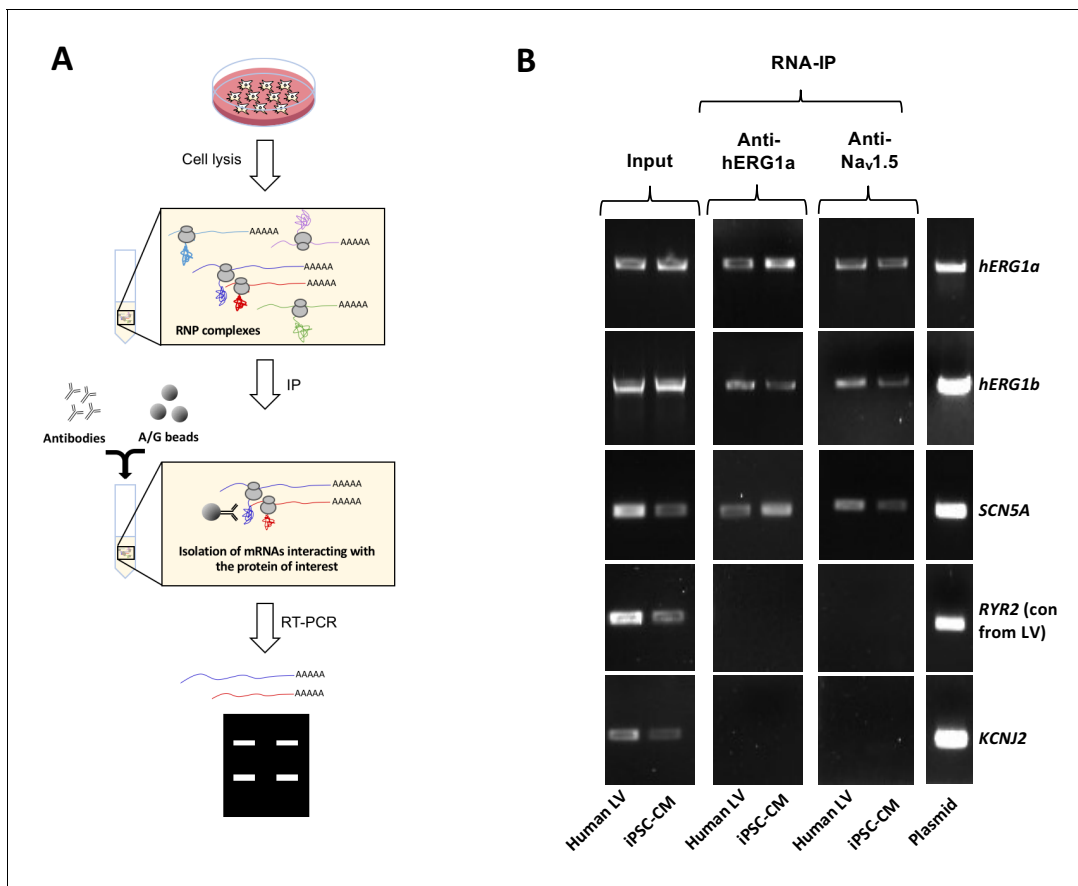 A
Cell lysis
AAAAA
AAAAA
AAAAA
AAAAA
AAAAA
RNP complexes
IP
Antibodies
A/G beads
AAAAA
AAAAA
Isolation of mRNAs interacting with
the protein of interest
RT-PCR
AAAAA
AAAAA
B
RNA-IP
Input
Anti-
hERG1a
Anti-
Nav1.5
hERG1a
hERG1b
SCN5A
RYR2 (con
from LV)
KCNJ2
Human LV
iPSC-CM
Human LV
iPSC-CM
Human LV
iPSC-CM
Plasmid